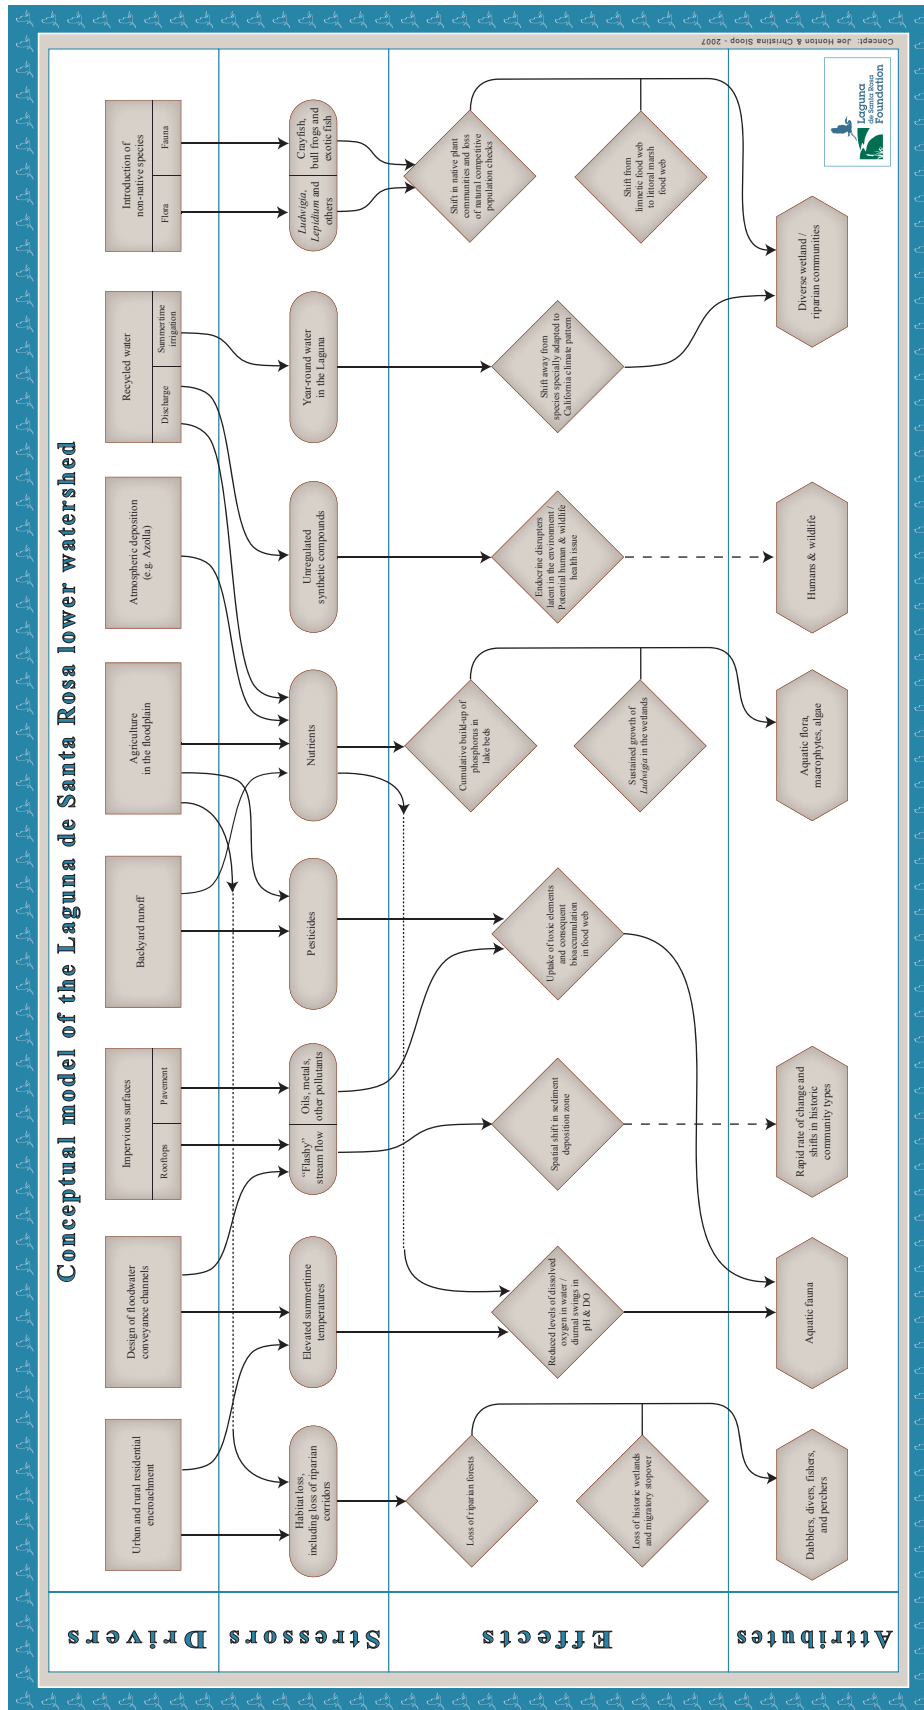 Conceptual model of the Laguna de Santa Rosa lower watershed
Drivers
Urban and rural residential
encroachment
Design of floodwater
conveyance channels
Impervious surfaces
Rooftops
Pavement
Backyard runoff
Agriculture
in the floodplain
Atmospheric deposition
(e.g. Azolla)
Recycled water
Discharge
Summertime
irrigation
Introduction of
non-native species
Flora
Fauna
Stressors
Habitat loss,
including loss of riparian
corridors
Elevated summertime
temperatures
“Flashy”
stream flow
Oils, metals,
other pollutants
Pesticides
Nutrients
Unregulated
synthetic compounds
Year-round water
in the Laguna
Ludwigia,
Lepidium and
others
Crayfish,
bull frogs and
exotic fish
Effects
Loss of riparian forests
Loss of historic wetlands
and migratory stopover
Reduced levels of dissolved
oxygen in water /
diurnal swings in
pH & DO
Spatial shift in sediment
deposition zone
Uptake of toxic elements
and consequent
bioaccumulation
in food web
Cumulative build-up of
phosphorus in
lake beds
Sustained growth of
Ludwigia in the wetlands
Endocrine disrupters
latent in the environment /
Potential human & wildlife
health issue
Shift away from
species specially adapted to
California climate pattern
Shift in native plant
communities and loss
of natural competitive
population checks
Shift from
limnetic food web
to littoral marsh
food web
Attributes
Dabblers, divers, fishers,
and perchers
Aquatic fauna
Rapid rate of change and
shifts in historic
community types
Aquatic flora,
macrophytes, algae
Humans & wildlife
Diverse wetland /
riparian communities
Laguna
de Santa Rosa
Foundation
Concept: Joe Honton & Christina Sloop - 2007